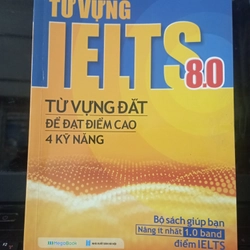 TỪ VỰNG
IELTS
8.0
TỪ VỰNG ĐẮT
ĐỂ ĐẠT ĐIỂM CAO
4 KỸ NĂNG
Bộ sách giúp bạn
Nâng ít nhất 1.0 band
điểm IELTS